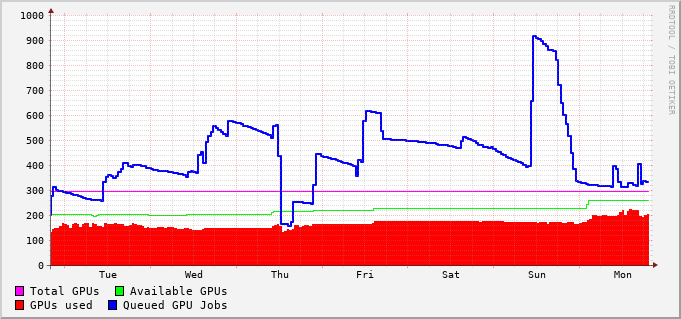 RRDTOOL / TOBI OETIKER
1000
900
800
700
600
500
400
300
200
100
0
Tue Wed Thu Fri Sat Sun Mon
Total GPUs Available GPUs
GPUs used Queued GPU Jobs